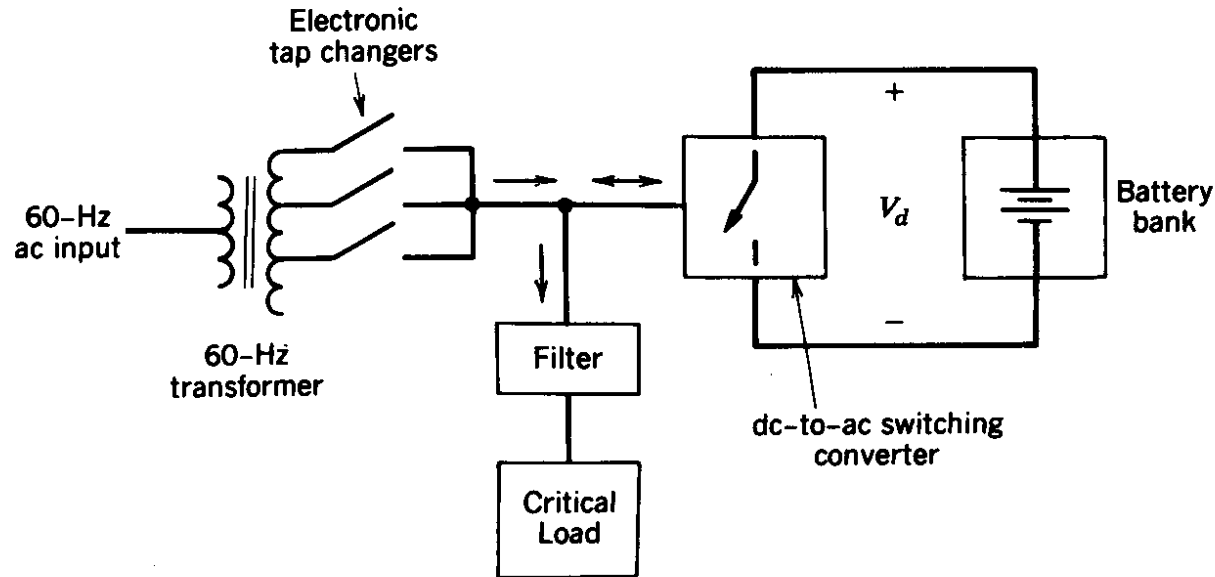 Electronic
tap changers
+
60-Hz
ac input
V_d
Battery
bank
−
60-Hz
transformer
Filter
dc-to-ac switching
converter
Critical
Load